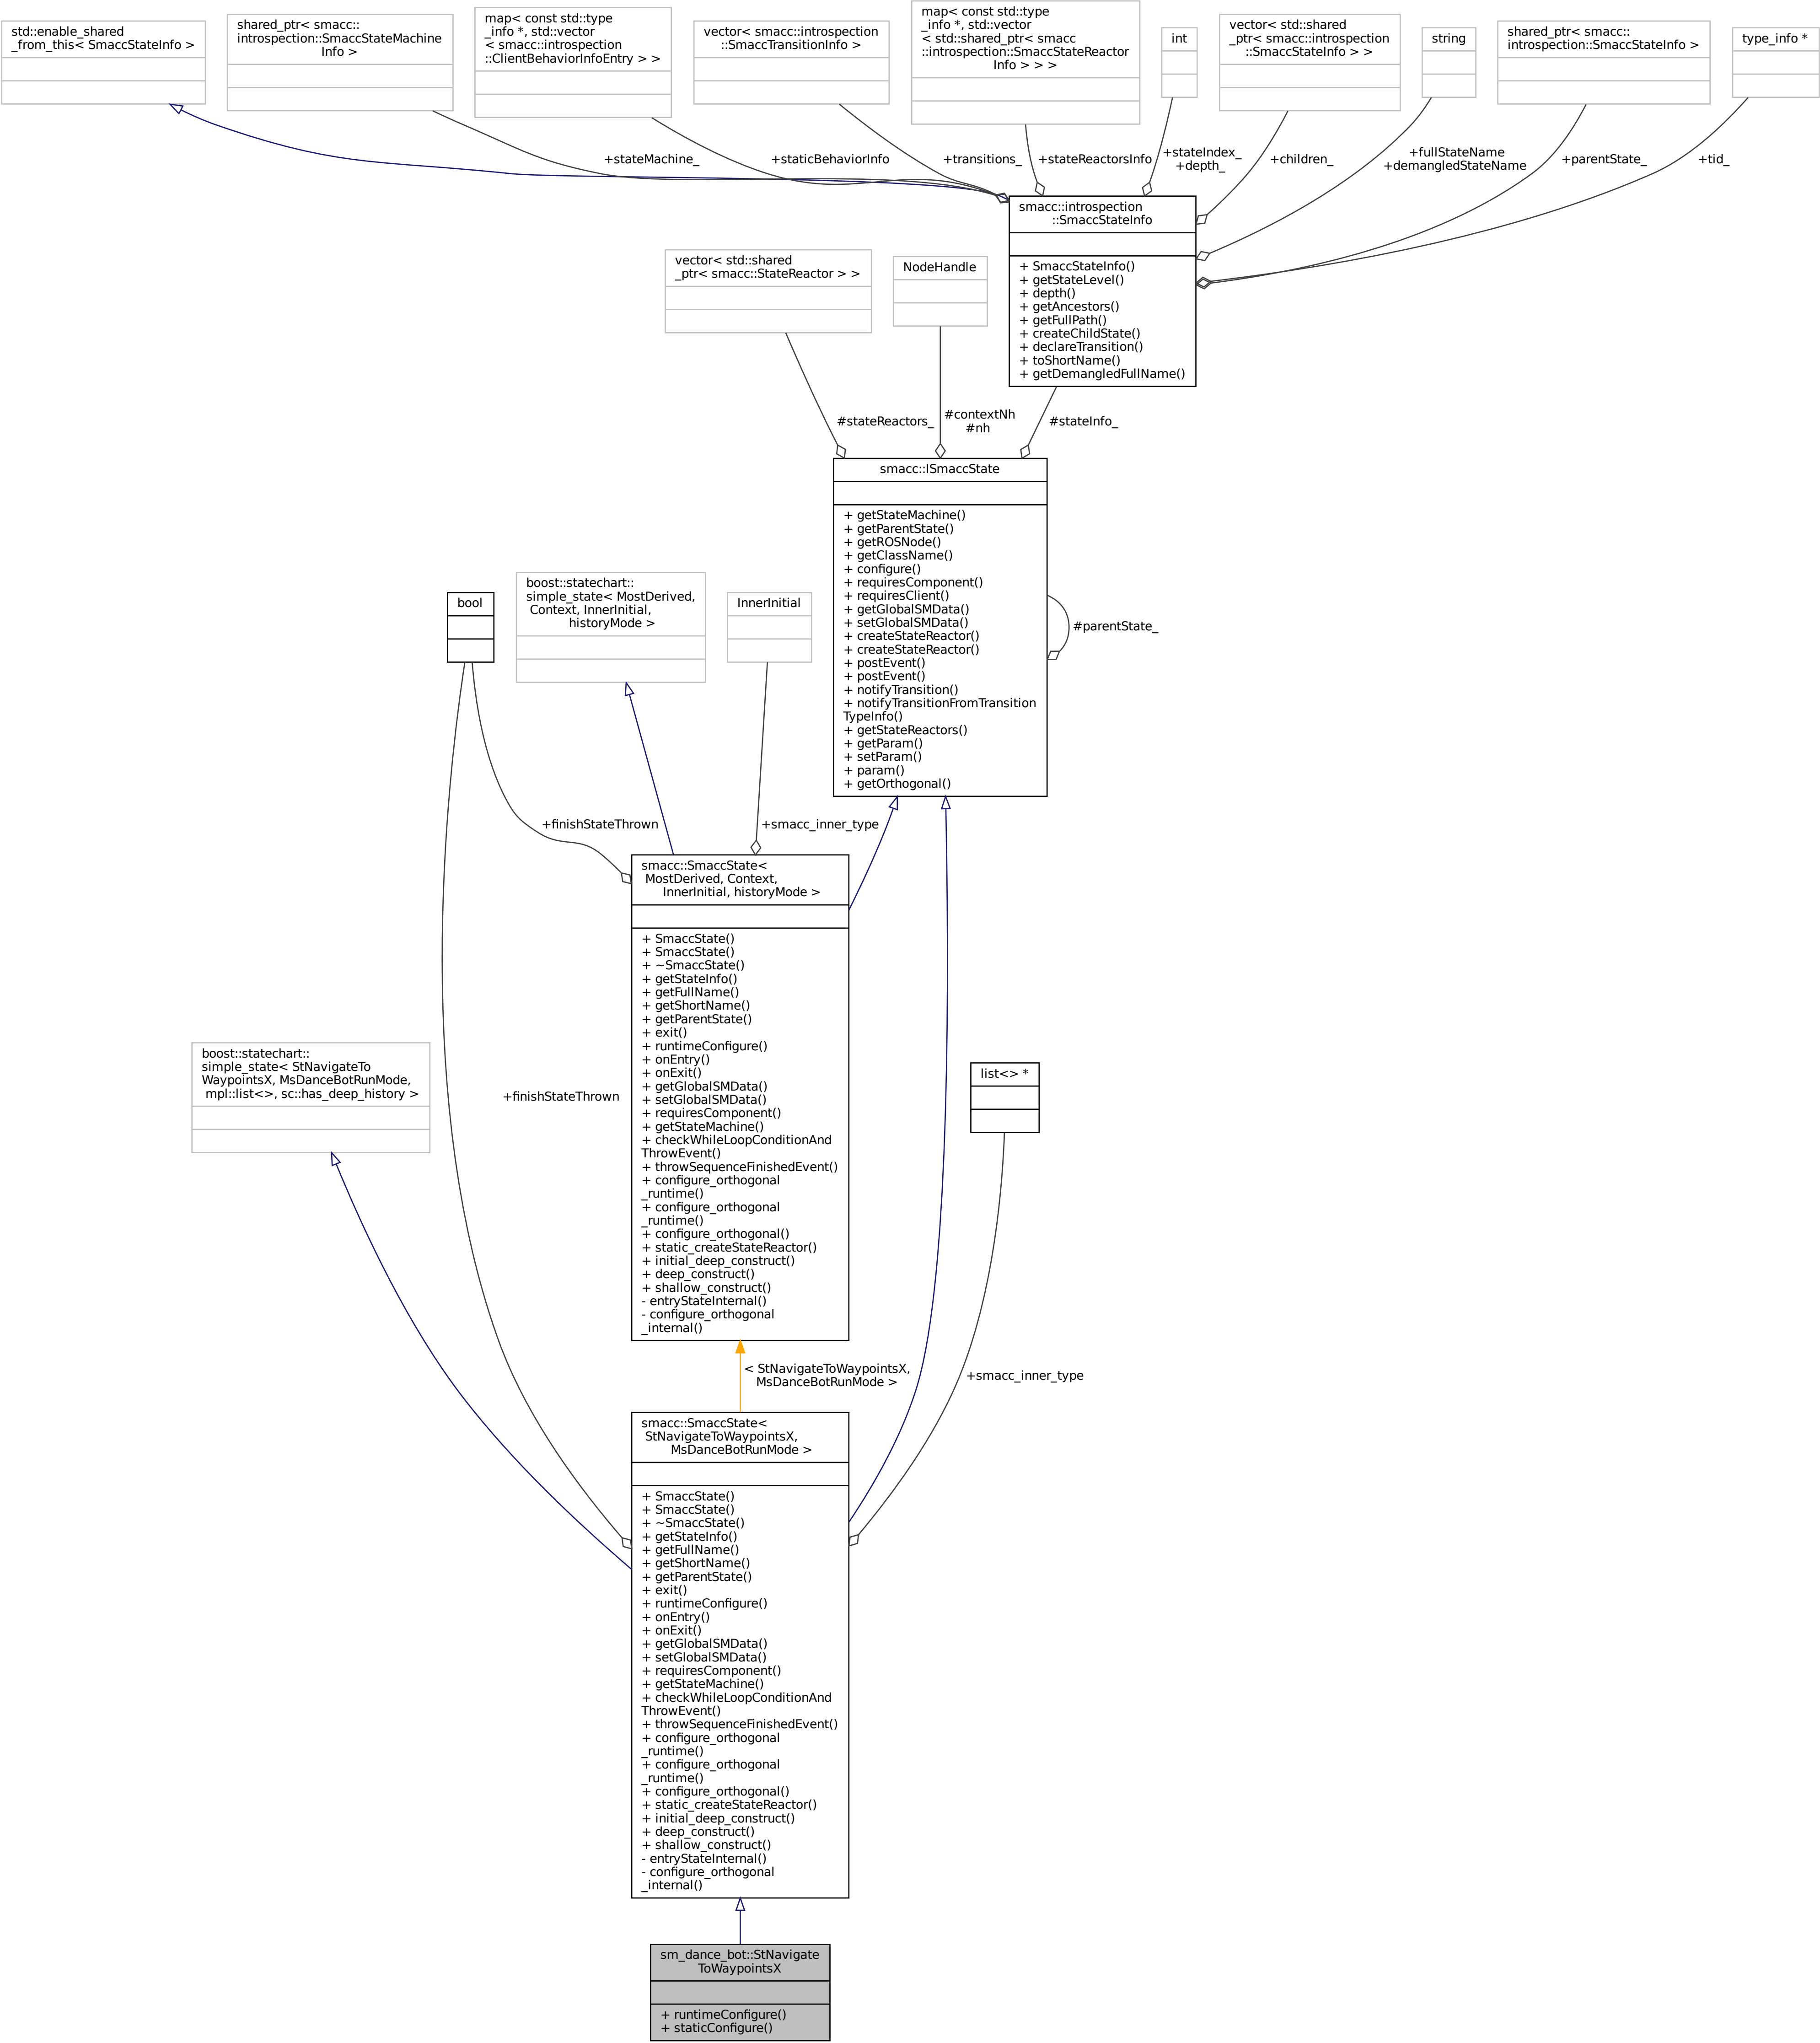 std::enable_shared
_from_this< SmaccStateInfo >
shared_ptr< smacc::
introspection::SmaccStateMachine
Info >
map< const std::type
_info *, std::vector
< smacc::introspection
::ClientBehaviorInfoEntry > >
vector< smacc::introspection
::SmaccTransitionInfo >
map< const std::type
_info *, std::vector
< std::shared_ptr< smacc
::introspection::SmaccStateReactor
Info > > >
int
vector< std::shared
_ptr< smacc::introspection
::SmaccStateInfo > >
string
shared_ptr< smacc::
introspection::SmaccStateInfo >
type_info *
+stateMachine_
+staticBehaviorInfo
+transitions_
+stateReactorsInfo
+stateIndex_
+depth_
+children_
+fullStateName
+demangledStateName
+parentState_
+tid_
smacc::introspection
::SmaccStateInfo
+ SmaccStateInfo()
+ getStateLevel()
+ depth()
+ getAncestors()
+ getFullPath()
+ createChildState()
+ declareTransition()
+ toShortName()
+ getDemangledFullName()
vector< std::shared
_ptr< smacc::StateReactor > >
NodeHandle
#stateReactors_
#contextNh
#nh
#stateInfo_
smacc::ISmaccState
+ getStateMachine()
+ getParentState()
+ getROSNode()
+ getClassName()
+ configure()
+ requiresComponent()
+ requiresClient()
+ getGlobalSMData()
+ setGlobalSMData()
+ createStateReactor()
+ createStateReactor()
+ postEvent()
+ postEvent()
+ notifyTransition()
+ notifyTransitionFromTransition
TypeInfo()
+ getStateReactors()
+ getParam()
+ setParam()
+ param()
+ getOrthogonal()
#parentState_
bool
boost::statechart::
simple_state< MostDerived,
Context, InnerInitial,
historyMode >
InnerInitial
+finishStateThrown
+smacc_inner_type
smacc::SmaccState<
MostDerived, Context,
InnerInitial, historyMode >
+ SmaccState()
+ SmaccState()
+ ~SmaccState()
+ getStateInfo()
+ getFullName()
+ getShortName()
+ getParentState()
+ exit()
+ runtimeConfigure()
+ onEntry()
+ onExit()
+ getGlobalSMData()
+ setGlobalSMData()
+ requiresComponent()
+ getStateMachine()
+ checkWhileLoopConditionAnd
ThrowEvent()
+ throwSequenceFinishedEvent()
+ configure_orthogonal
_runtime()
+ configure_orthogonal
_runtime()
+ configure_orthogonal()
+ static_createStateReactor()
+ initial_deep_construct()
+ deep_construct()
+ shallow_construct()
- entryStateInternal()
- configure_orthogonal
_internal()
boost::statechart::
simple_state< StNavigateTo
WaypointsX, MsDanceBotRunMode,
mpl::list<>, sc::has_deep_history >
+finishStateThrown
list<> *
< StNavigateToWaypointsX,
MsDanceBotRunMode >
+smacc_inner_type
smacc::SmaccState<
StNavigateToWaypointsX,
MsDanceBotRunMode >
+ SmaccState()
+ SmaccState()
+ ~SmaccState()
+ getStateInfo()
+ getFullName()
+ getShortName()
+ getParentState()
+ exit()
+ runtimeConfigure()
+ onEntry()
+ onExit()
+ getGlobalSMData()
+ setGlobalSMData()
+ requiresComponent()
+ getStateMachine()
+ checkWhileLoopConditionAnd
ThrowEvent()
+ throwSequenceFinishedEvent()
+ configure_orthogonal
_runtime()
+ configure_orthogonal
_runtime()
+ configure_orthogonal()
+ static_createStateReactor()
+ initial_deep_construct()
+ deep_construct()
+ shallow_construct()
- entryStateInternal()
- configure_orthogonal
_internal()
sm_dance_bot::StNavigate
ToWaypointsX
+ runtimeConfigure()
+ staticConfigure()